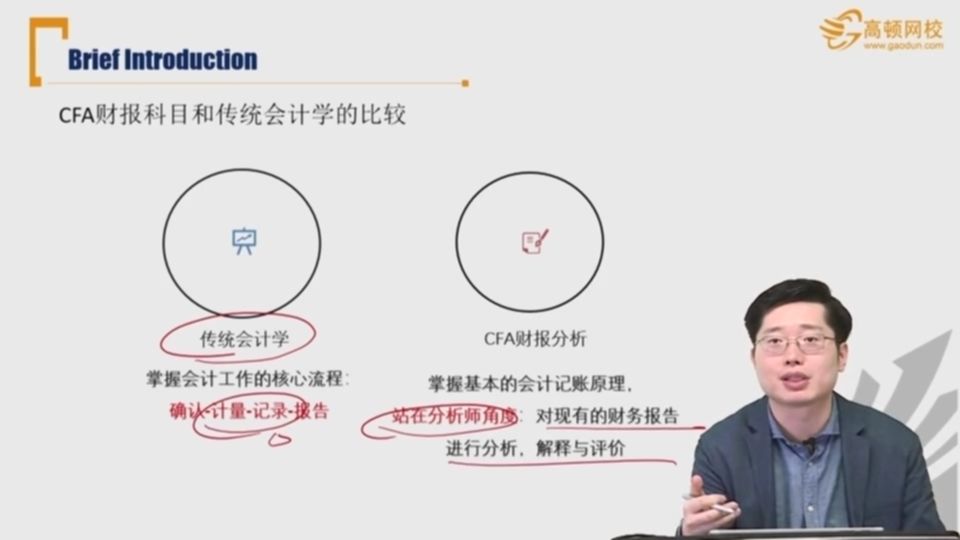 Brief Introduction
高顿网校
www.gaodun.com
CFA财报科目和传统会计学的比较
传统会计学
掌握会计工作的核心流程：
确认-计量-记录-报告
CFA财报分析
掌握基本的会计记账原理，
站在分析师角度：对现有的财务报告
进行分析，解释与评价